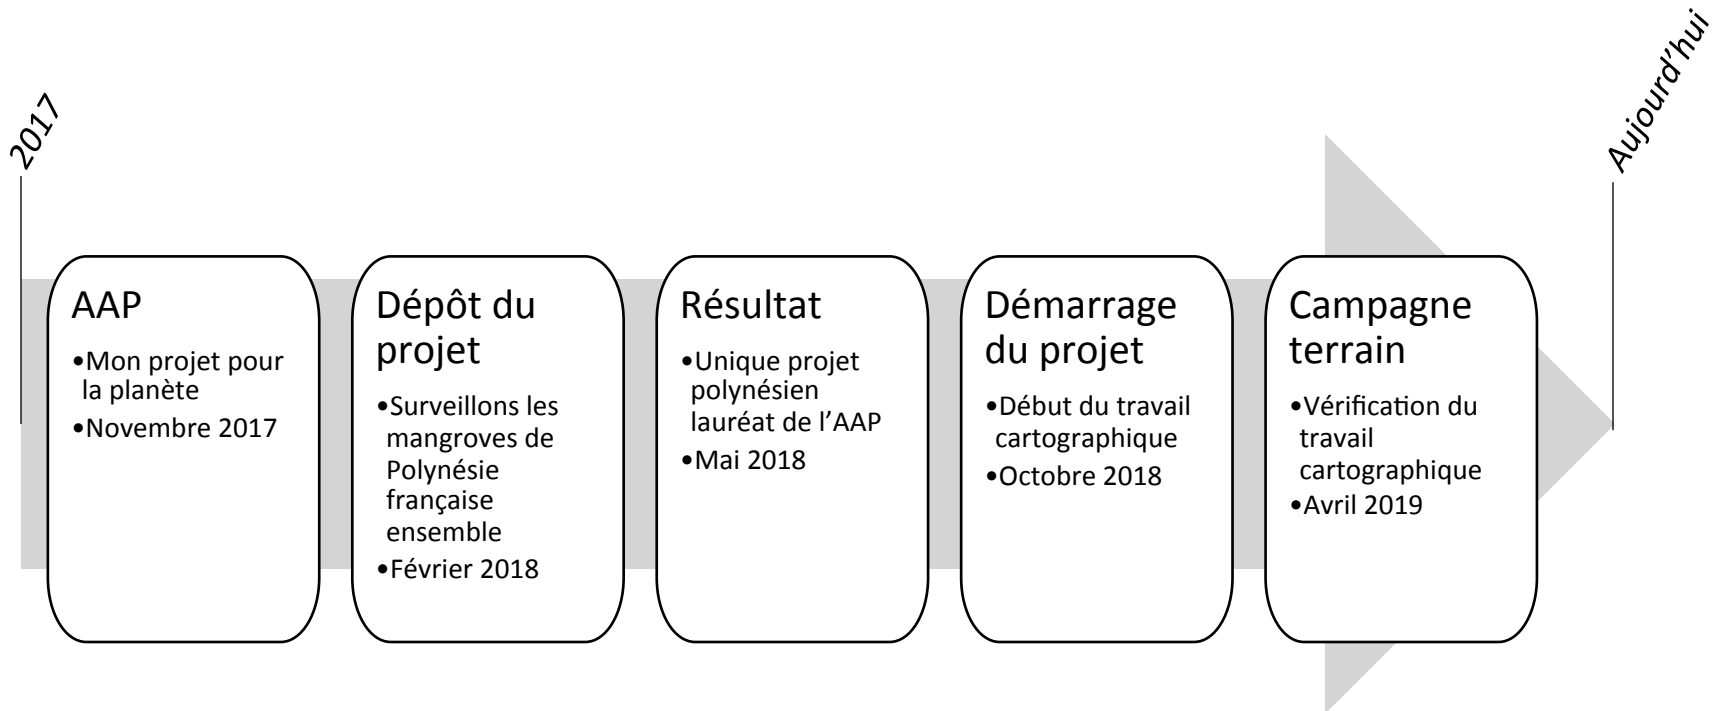 2017
Aujourd'hui
AAP
•Mon projet pour
la planète
•Novembre 2017
Dépôt du
projet
•Surveillons les
mangroves de
Polynésie
française
ensemble
•Février 2018
Résultat
•Unique projet
polynésien
lauréat de l'AAP
•Mai 2018
Démarrage
du projet
•Début du travail
cartographique
•Octobre 2018
Campagne
terrain
•Vérification du
travail
cartographique
•Avril 2019